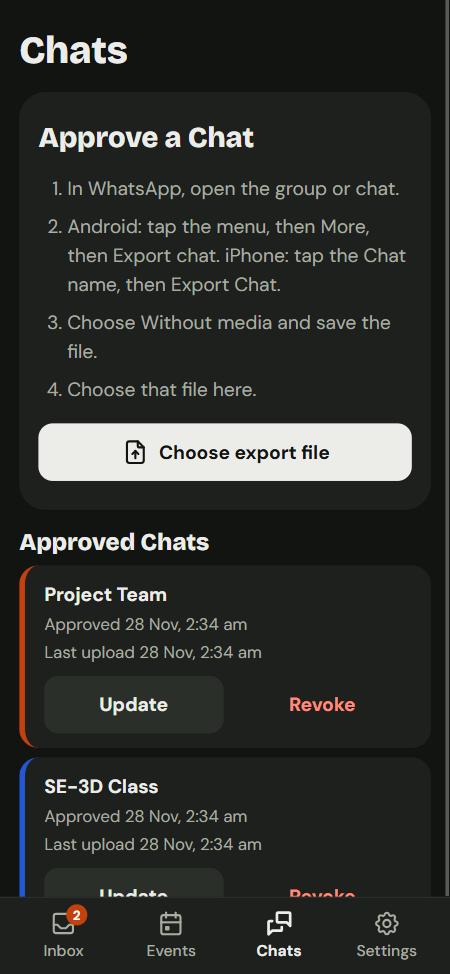 Chats
Approve a Chat
1. In WhatsApp, open the group or chat.
2. Android: tap the menu, then More,
then Export chat. iPhone: tap the Chat
name, then Export Chat.
3. Choose Without media and save the
file.
4. Choose that file here.
Choose export file
Approved Chats
Project Team
Approved 28 Nov, 2:34 am
Last upload 28 Nov, 2:34 am
Update Revoke
SE-3D Class
Approved 28 Nov, 2:34 am
Last upload 28 Nov, 2:34 am
Update Revoke
2
Inbox Events Chats Settings